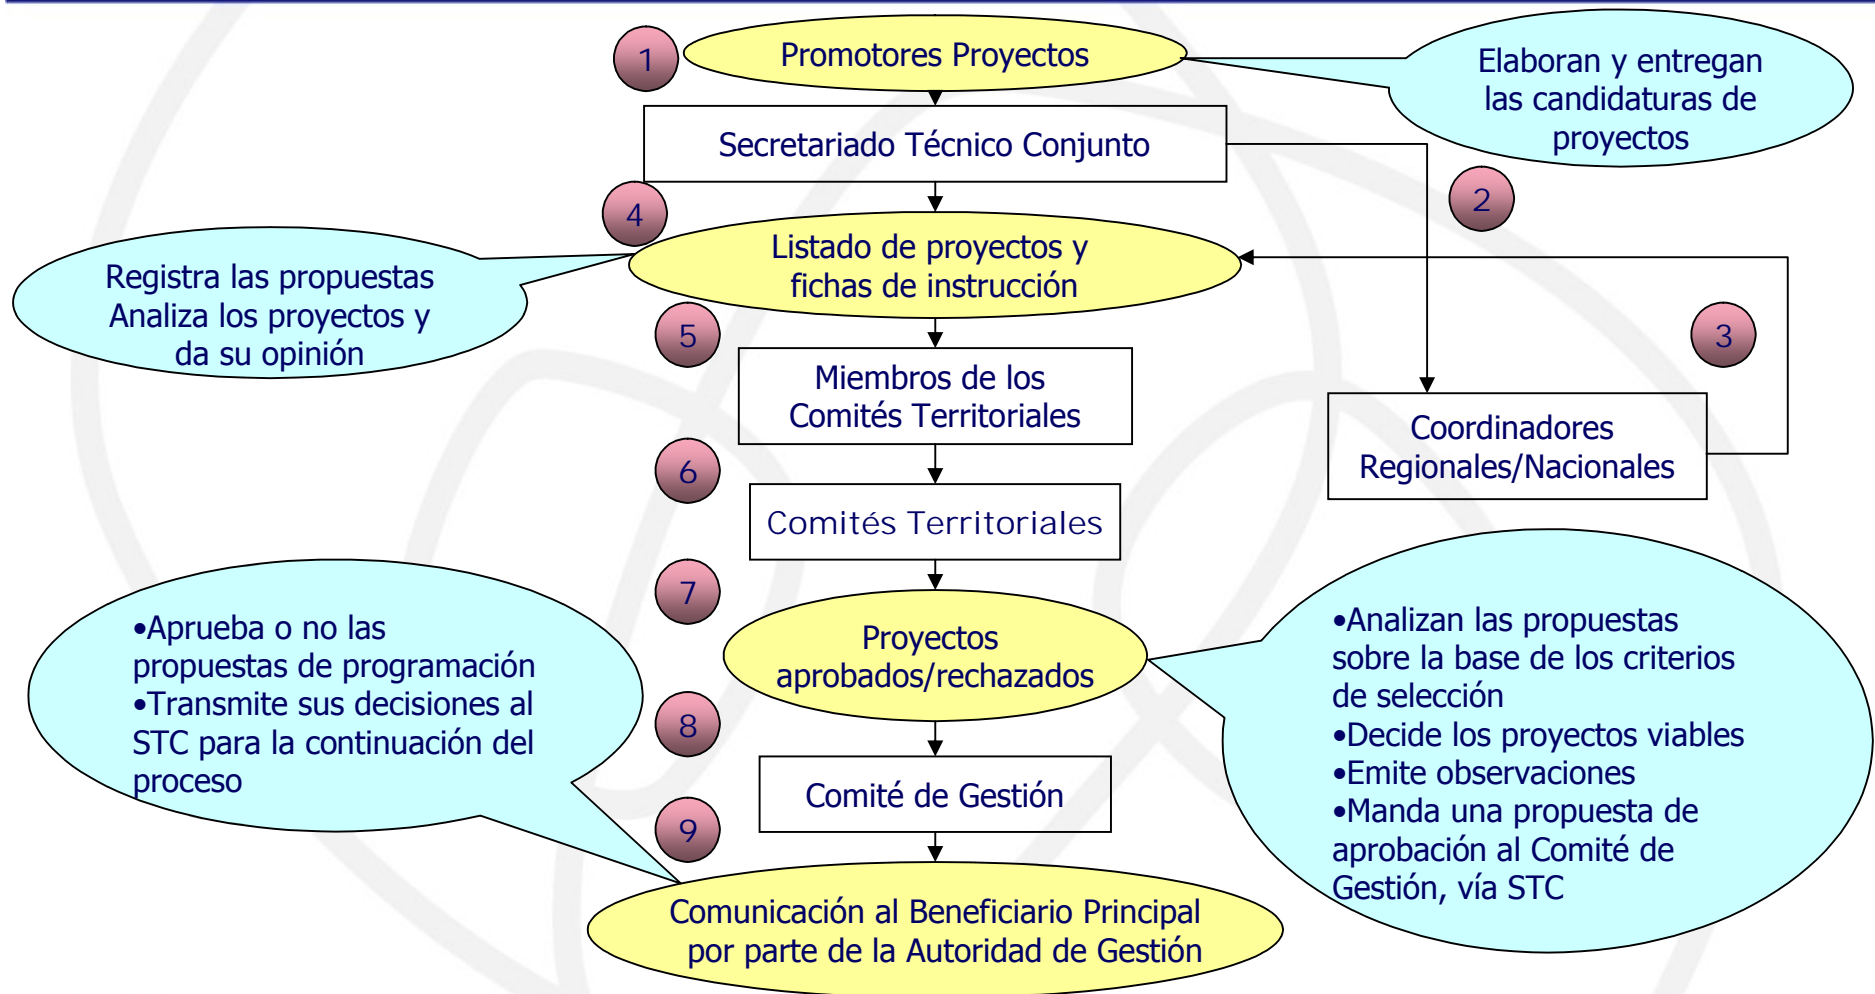 1
Promotores Proyectos
Elaboran y entregan
las candidaturas de
proyectos
Secretariado Técnico Conjunto
2
4
Listado de proyectos y
fichas de instrucción
Registra las propuestas
Analiza los proyectos y
da su opinión
5
3
Miembros de los
Comités Territoriales
Coordinadores
Regionales/Nacionales
6
Comités Territoriales
7
Proyectos
aprobados/rechazados
•Aprueba o no las
propuestas de programación
•Transmite sus decisiones al
STC para la continuación del
proceso
•Analizan las propuestas
sobre la base de los criterios
de selección
•Decide los proyectos viables
•Emite observaciones
•Manda una propuesta de
aprobación al Comité de
Gestión, vía STC
8
Comité de Gestión
9
Comunicación al Beneficiario Principal
por parte de la Autoridad de Gestión